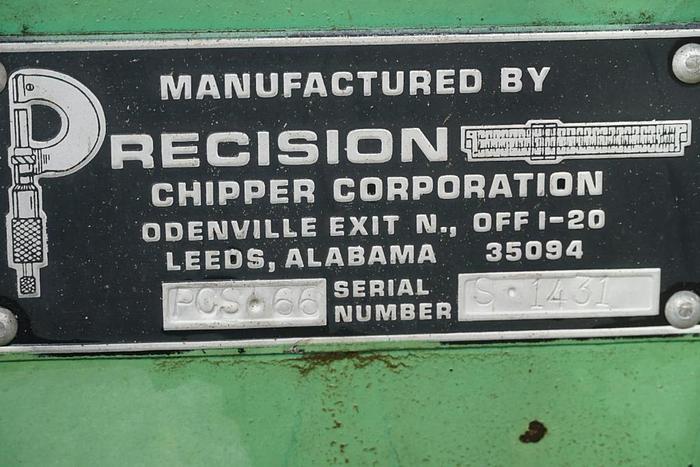 MANUFACTURED BY
PRECISION
CHIPPER CORPORATION
ODENVILLE EXIT N., OFF I-20
LEEDS, ALABAMA 35094
PCS·66 SERIAL NUMBER S·1431